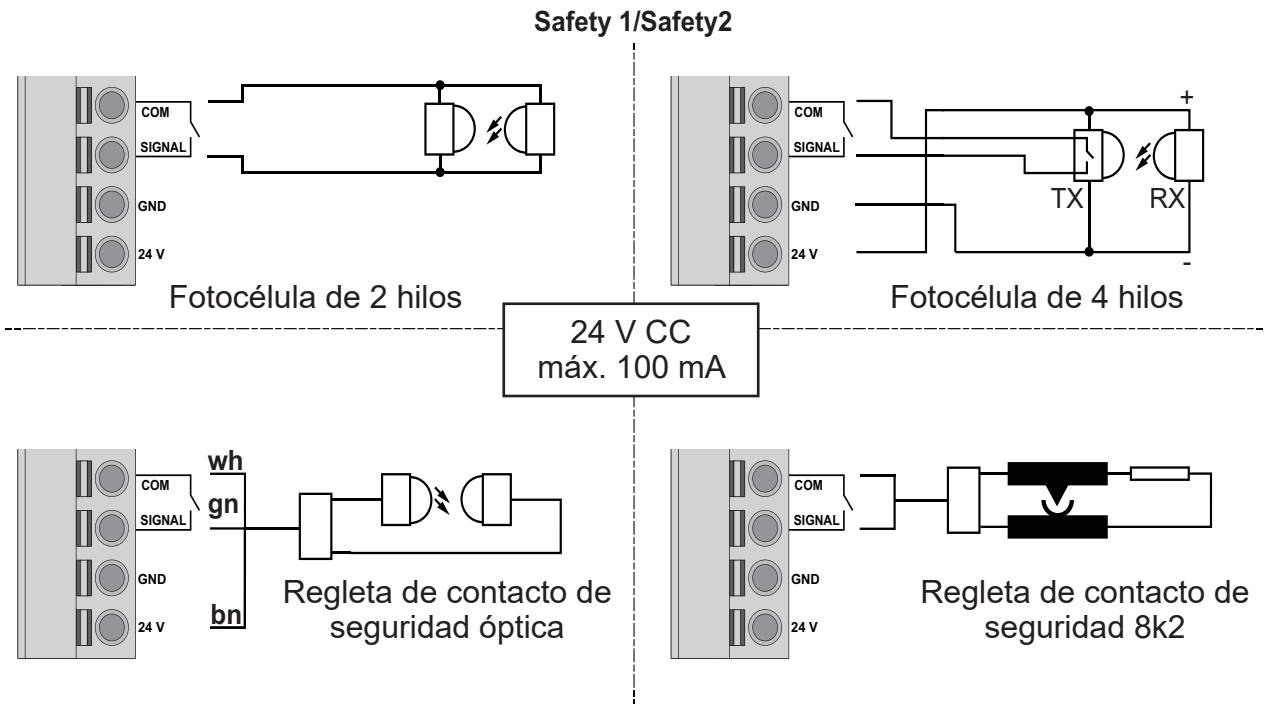 Safety 1/Safety2
COM
SIGNAL
GND
24 V
Fotocélula de 2 hilos
COM
SIGNAL
GND
24 V
+
TX
RX
-
Fotocélula de 4 hilos
24 V CC
máx. 100 mA
COM
SIGNAL
GND
24 V
wh
gn
bn
Regleta de contacto de
seguridad óptica
COM
SIGNAL
GND
24 V
Regleta de contacto de
seguridad 8k2